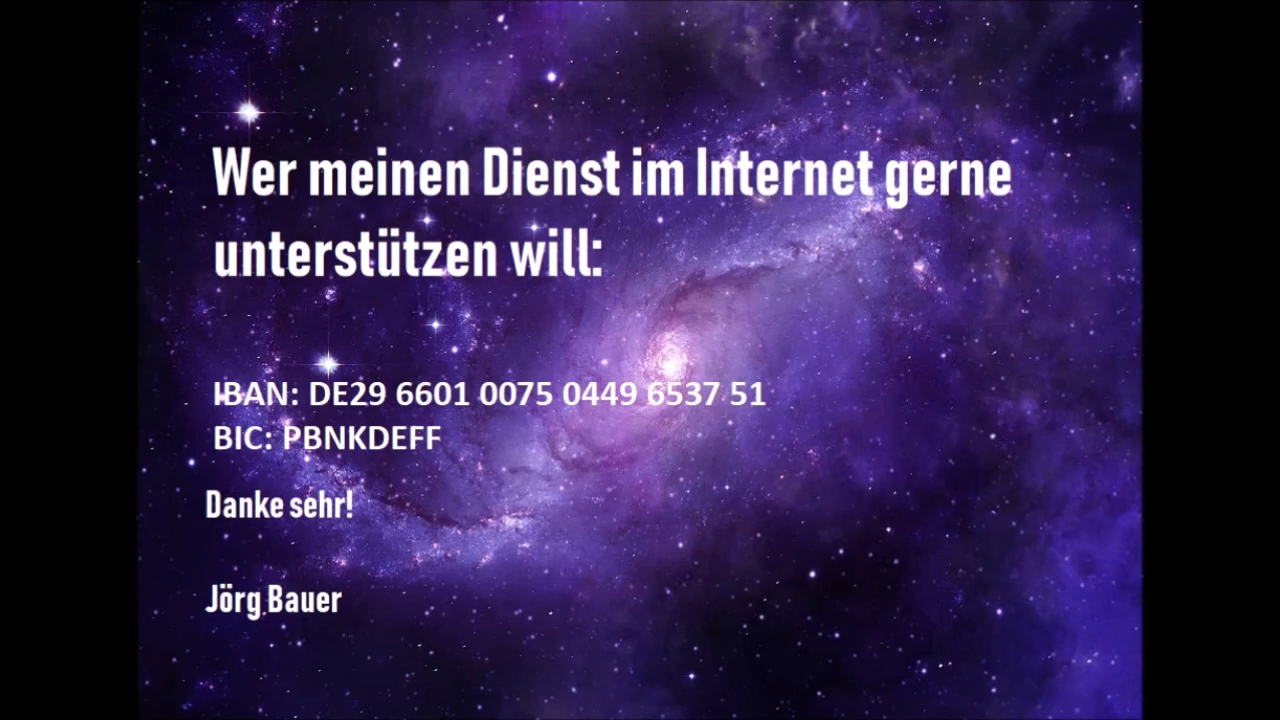 Wer meinen Dienst im Internet gerne
unterstützen will:
IBAN: DE29 6601 0075 0449 6537 51
BIC: PBNKDEFF
Danke sehr!
Jörg Bauer